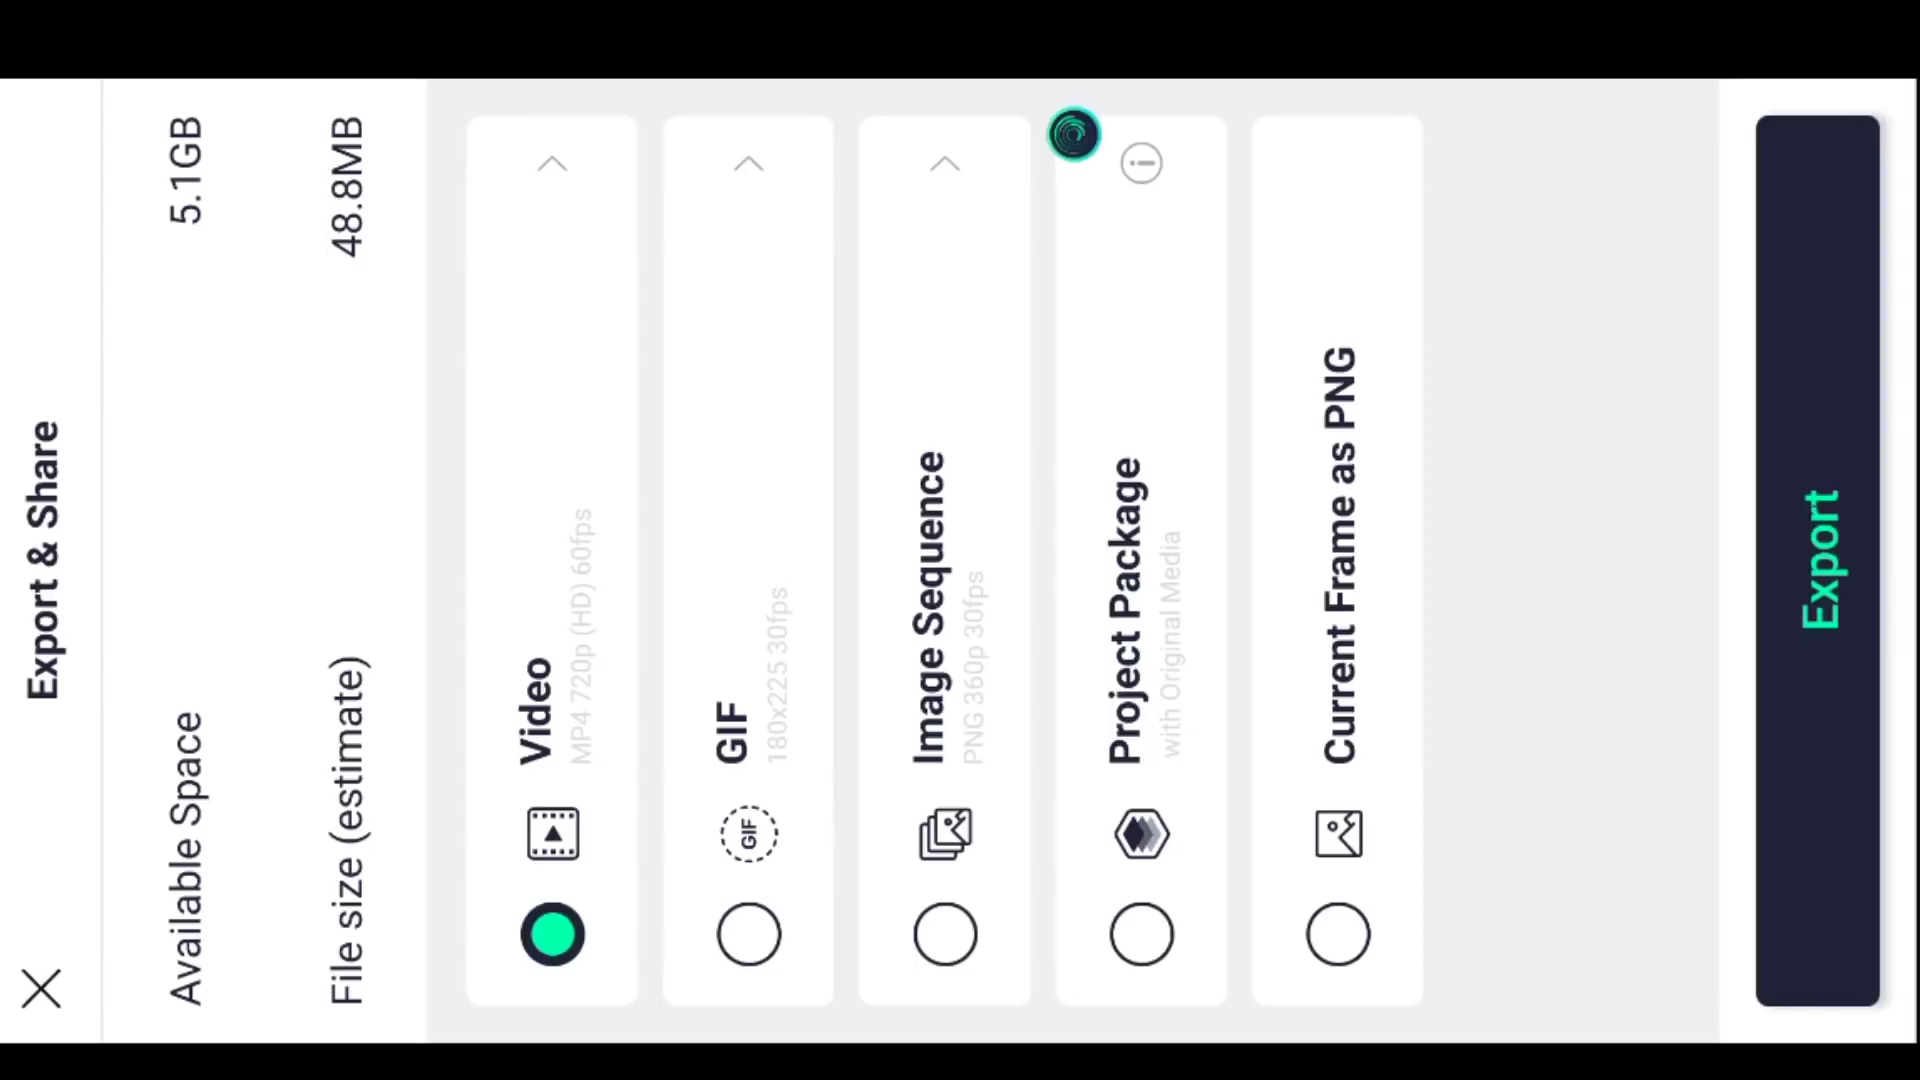 Export & Share
Available Space 5.1GB
File size (estimate) 48.8MB
Video
MP4 720p (HD) 60fps
GIF
GIF
180x225 30fps
Image Sequence
PNG 360p 30fps
Project Package
with Original Media
Current Frame as PNG
Export